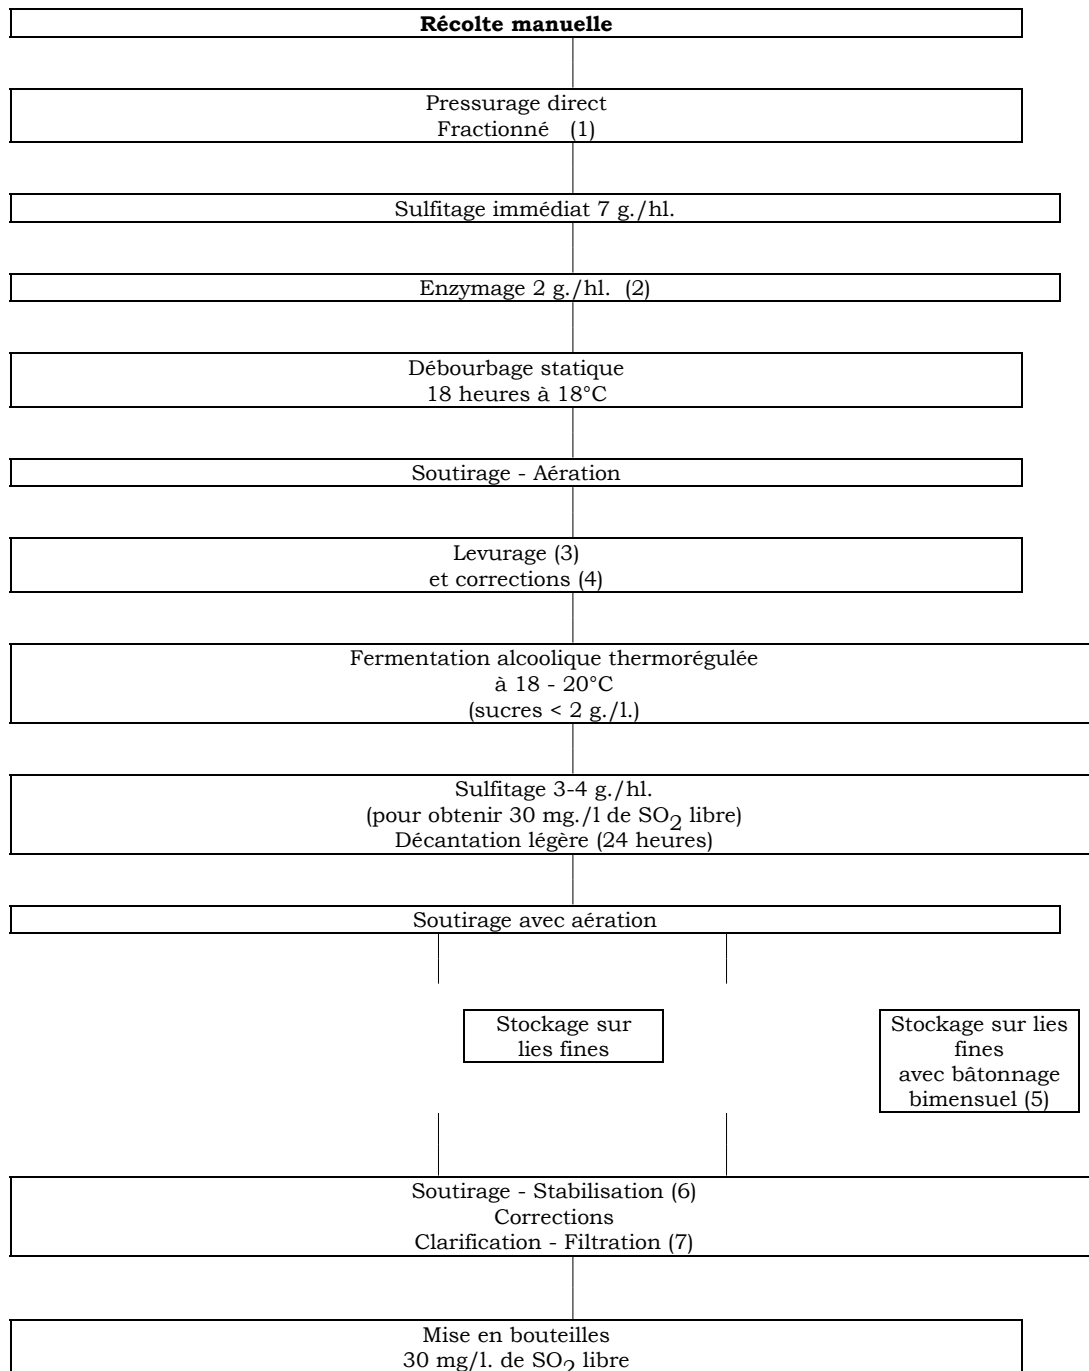 Récolte manuelle
Pressurage direct
Fractionné (1)
Sulfitage immédiat 7 g./hl.
Enzymage 2 g./hl. (2)
Débourbage statique
18 heures à 18°C
Soutirage - Aération
Levurage (3)
et corrections (4)
Fermentation alcoolique thermorégulée
à 18 - 20°C
(sucres < 2 g./l.)
Sulfitage 3-4 g./hl.
(pour obtenir 30 mg./l de SO2 libre)
Décantation légère (24 heures)
Soutirage avec aération
Stockage sur
lies fines
Stockage sur lies
fines
avec bâtonnage
bimensuel (5)
Soutirage - Stabilisation (6)
Corrections
Clarification - Filtration (7)
Mise en bouteilles
30 mg/l. de SO2 libre